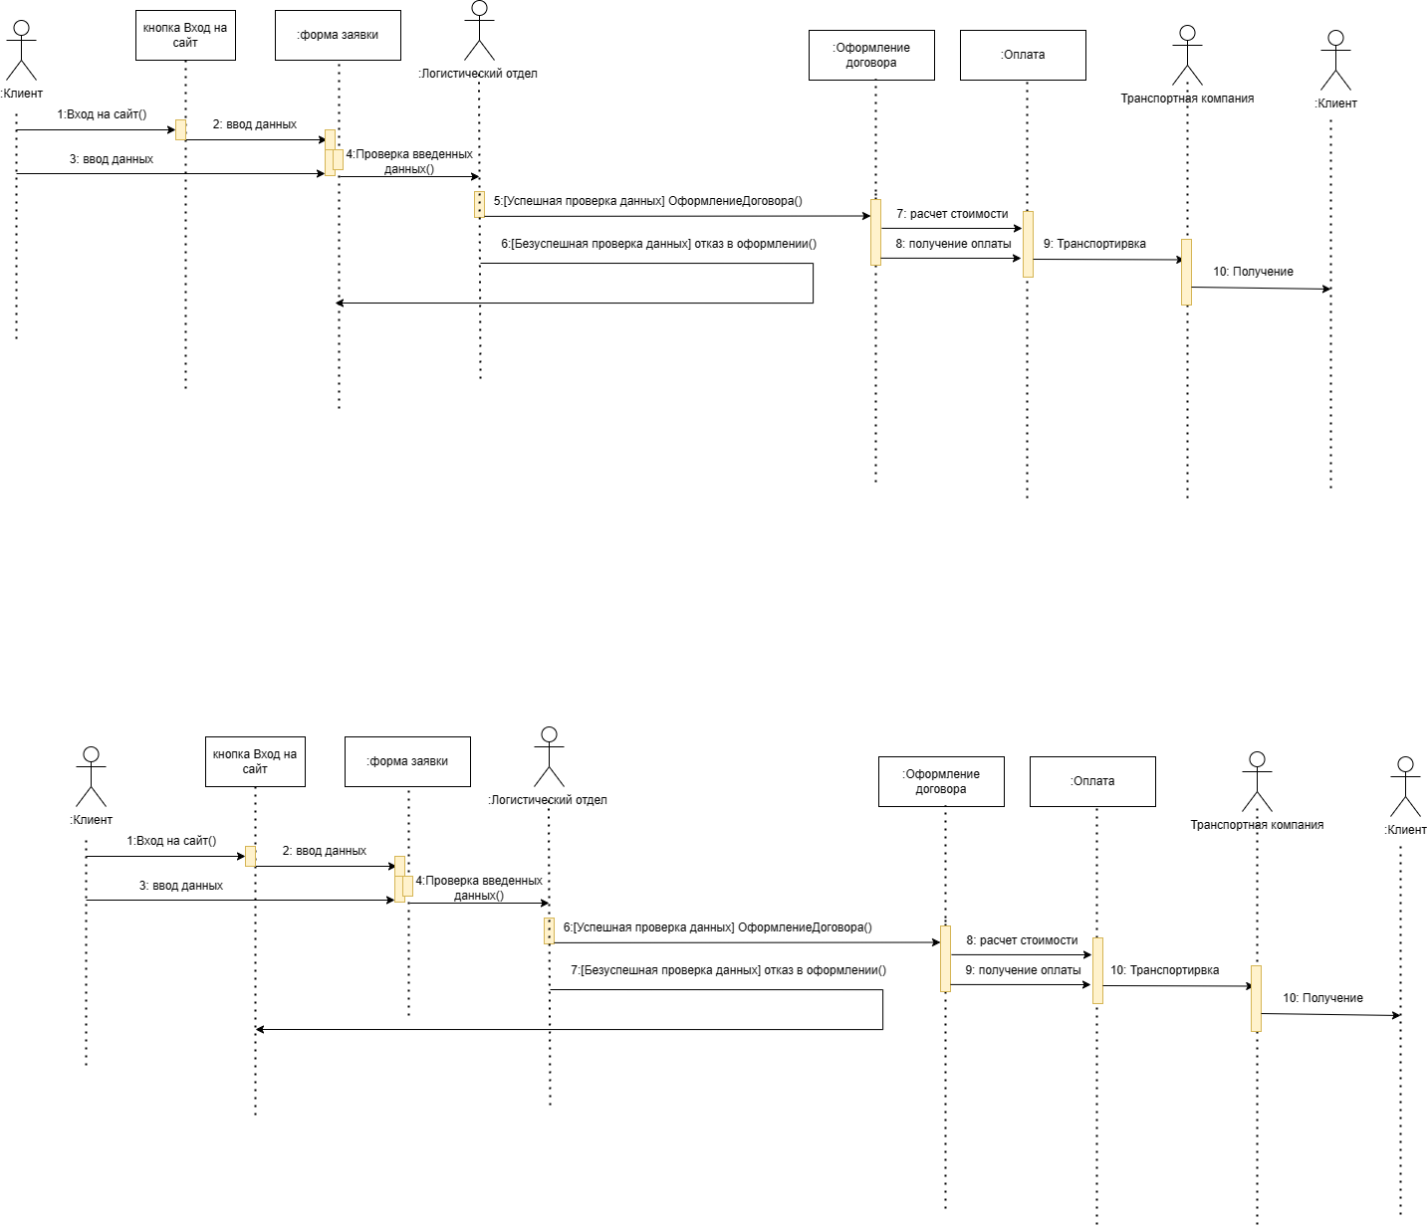 кнопка Вход на
сайт
:форма заявки
:Логистический отдел
:Оформление
договора
:Оплата
Транспортная компания
:Клиент
:Клиент
1:Вход на сайт()
2: ввод данных
3: ввод данных
4:Проверка введенных
данных()
5:[Успешная проверка данных] ОформлениеДоговора()
7: расчет стоимости
6:[Безуспешная проверка данных] отказ в оформлении()
8: получение оплаты
9: Транспортирвка
10: Получение
кнопка Вход на
сайт
:форма заявки
:Логистический отдел
:Оформление
договора
:Оплата
Транспортная компания
:Клиент
:Клиент
1:Вход на сайт()
2: ввод данных
3: ввод данных
4:Проверка введенных
данных()
6:[Успешная проверка данных] ОформлениеДоговора()
8: расчет стоимости
7:[Безуспешная проверка данных] отказ в оформлении()
9: получение оплаты
10: Транспортирвка
10: Получение